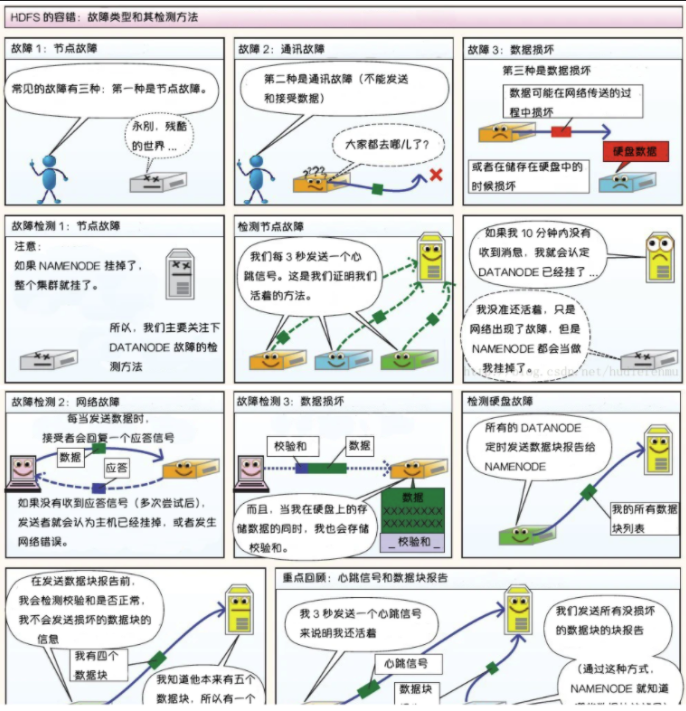 HDFS 的容错：故障类型和其检测方法
故障 1：节点故障
常见的故障有三种：第一种是节点故障。
永别，残酷
的世界 ...
故障 2：通讯故障
第二种是通讯故障（不能发送
和接受数据）
大家都去哪儿了？
????
故障 3：数据损坏
第三种是数据损坏
数据可能在网络传送的过
程中损坏
硬盘数据
或者在储存在硬盘中的
时候损坏
故障检测 1：节点故障
注意：
如果 NAMENODE 挂掉了，
整个集群就挂了。
所以，我们主要关注下
DATANODE 故障的检
测方法
检测节点故障
我们每 3 秒发送一个心
跳信号。这是我们证明我们
活着的方法。
如果我 10 分钟内没有
收到消息，我就会认定
DATANODE 已经挂了 ...
我没准还活着，只是
网络出现了故障，但是
NAMENODE 都会当做
我挂掉了。
故障检测 2：网络故障
每当发送数据时，
接受者会回复一个应答信号
数据
应答
如果没有收到应答信号（多次尝试后），
发送者就会认为主机已经挂掉，或者发生
网络错误。
故障检测 3：数据损坏
校验和
数据
而且，当我在硬盘上的存
储数据的同时，我也会存储
校验和。
数据
XXXXXXX
XXXXXXX
_ 校验和 _
检测硬盘故障
所有的 DATANODE
定时发送数据块报告给
NAMENODE
我的所有数据
块列表
在发送数据块报告前，
我会检测校验和是否正常，
我不会发送损坏的数据块的
信息
我有四个
数据块
我知道他本来有五个
数据块，所以有一个
重点回顾：心跳信号和数据块报告
我 3 秒发送一个心跳信号
来说明我还活着
心跳信号
数据块
我们发送所有没损坏
的数据块的块报告
（通过这种方式，
NAMENODE 就知道